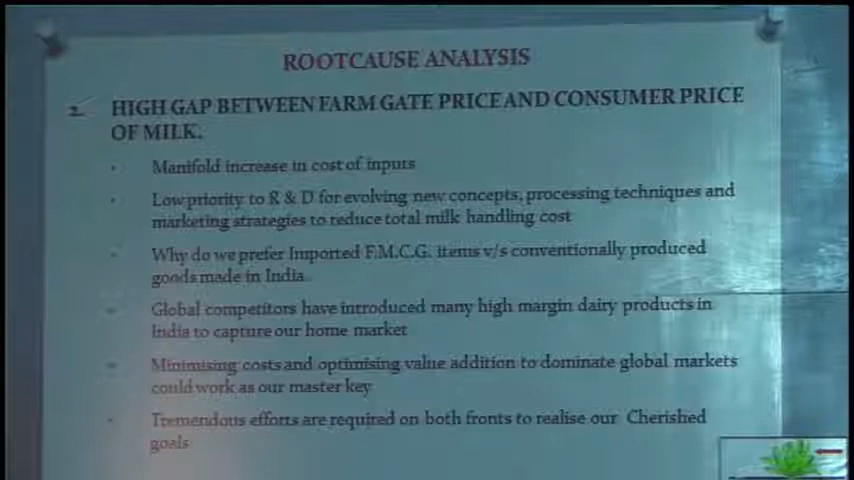 ROOTCAUSE ANALYSIS
2. HIGH GAP BETWEEN FARM GATE PRICE AND CONSUMER PRICE
OF MILK.
Manifold increase in cost of inputs
Low priority to R & D for evolving new concepts, processing techniques and
marketing strategies to reduce total milk handling cost
Why do we prefer Imported F.M.C.G. items v/s conventionally produced
goods made in India.
Global competitors have introduced many high margin dairy products in
India to capture our home market
Minimising costs and optimising value addition to dominate global markets
could work as our master key
Tremendous efforts are required on both fronts to realise our Cherished
goals